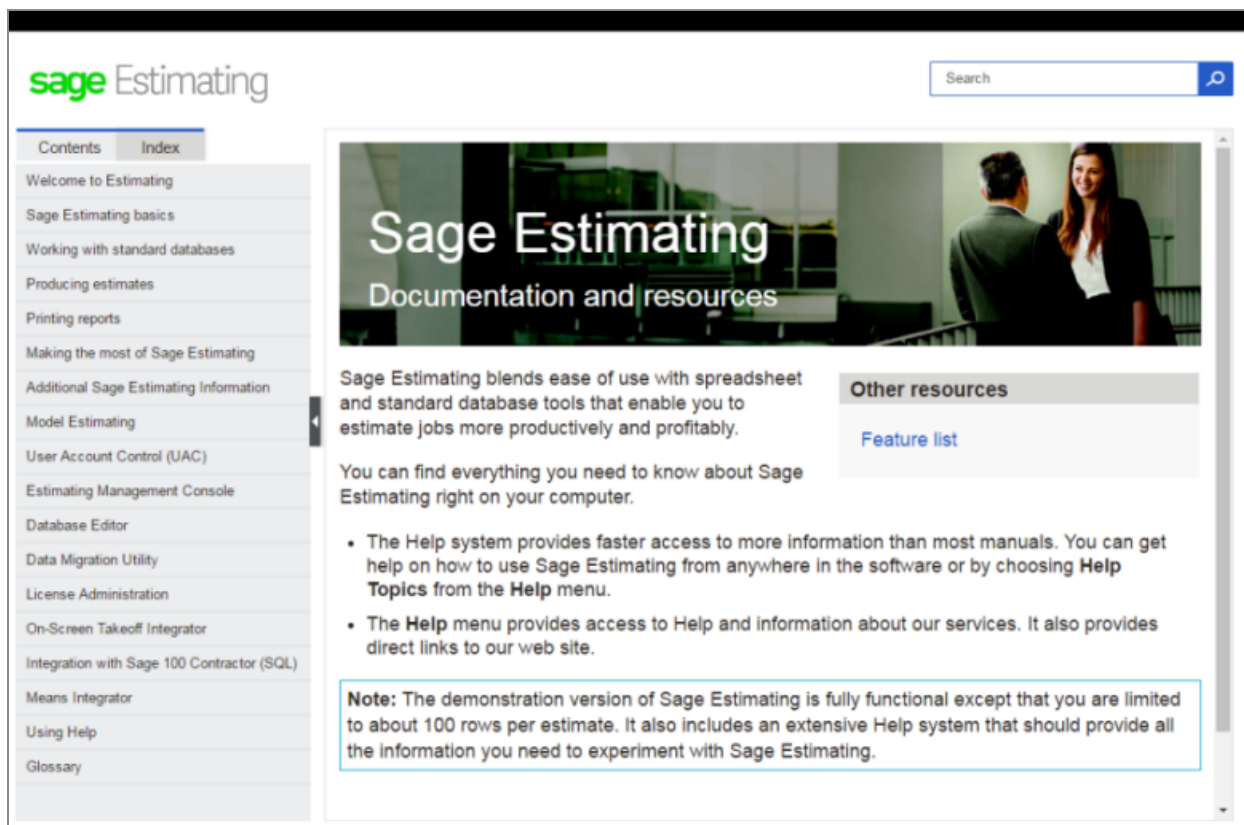 sage Estimating
Search
Contents
Index
Welcome to Estimating
Sage Estimating basics
Working with standard databases
Producing estimates
Printing reports
Making the most of Sage Estimating
Additional Sage Estimating Information
Model Estimating
User Account Control (UAC)
Estimating Management Console
Database Editor
Data Migration Utility
License Administration
On-Screen Takeoff Integrator
Integration with Sage 100 Contractor (SQL)
Means Integrator
Using Help
Glossary
Sage Estimating
Documentation and resources
Sage Estimating blends ease of use with spreadsheet
and standard database tools that enable you to
estimate jobs more productively and profitably.
You can find everything you need to know about Sage
Estimating right on your computer.
Other resources
Feature list
• The Help system provides faster access to more information than most manuals. You can get
help on how to use Sage Estimating from anywhere in the software or by choosing Help
Topics from the Help menu.
• The Help menu provides access to Help and information about our services. It also provides
direct links to our web site.
Note: The demonstration version of Sage Estimating is fully functional except that you are limited
to about 100 rows per estimate. It also includes an extensive Help system that should provide all
the information you need to experiment with Sage Estimating.